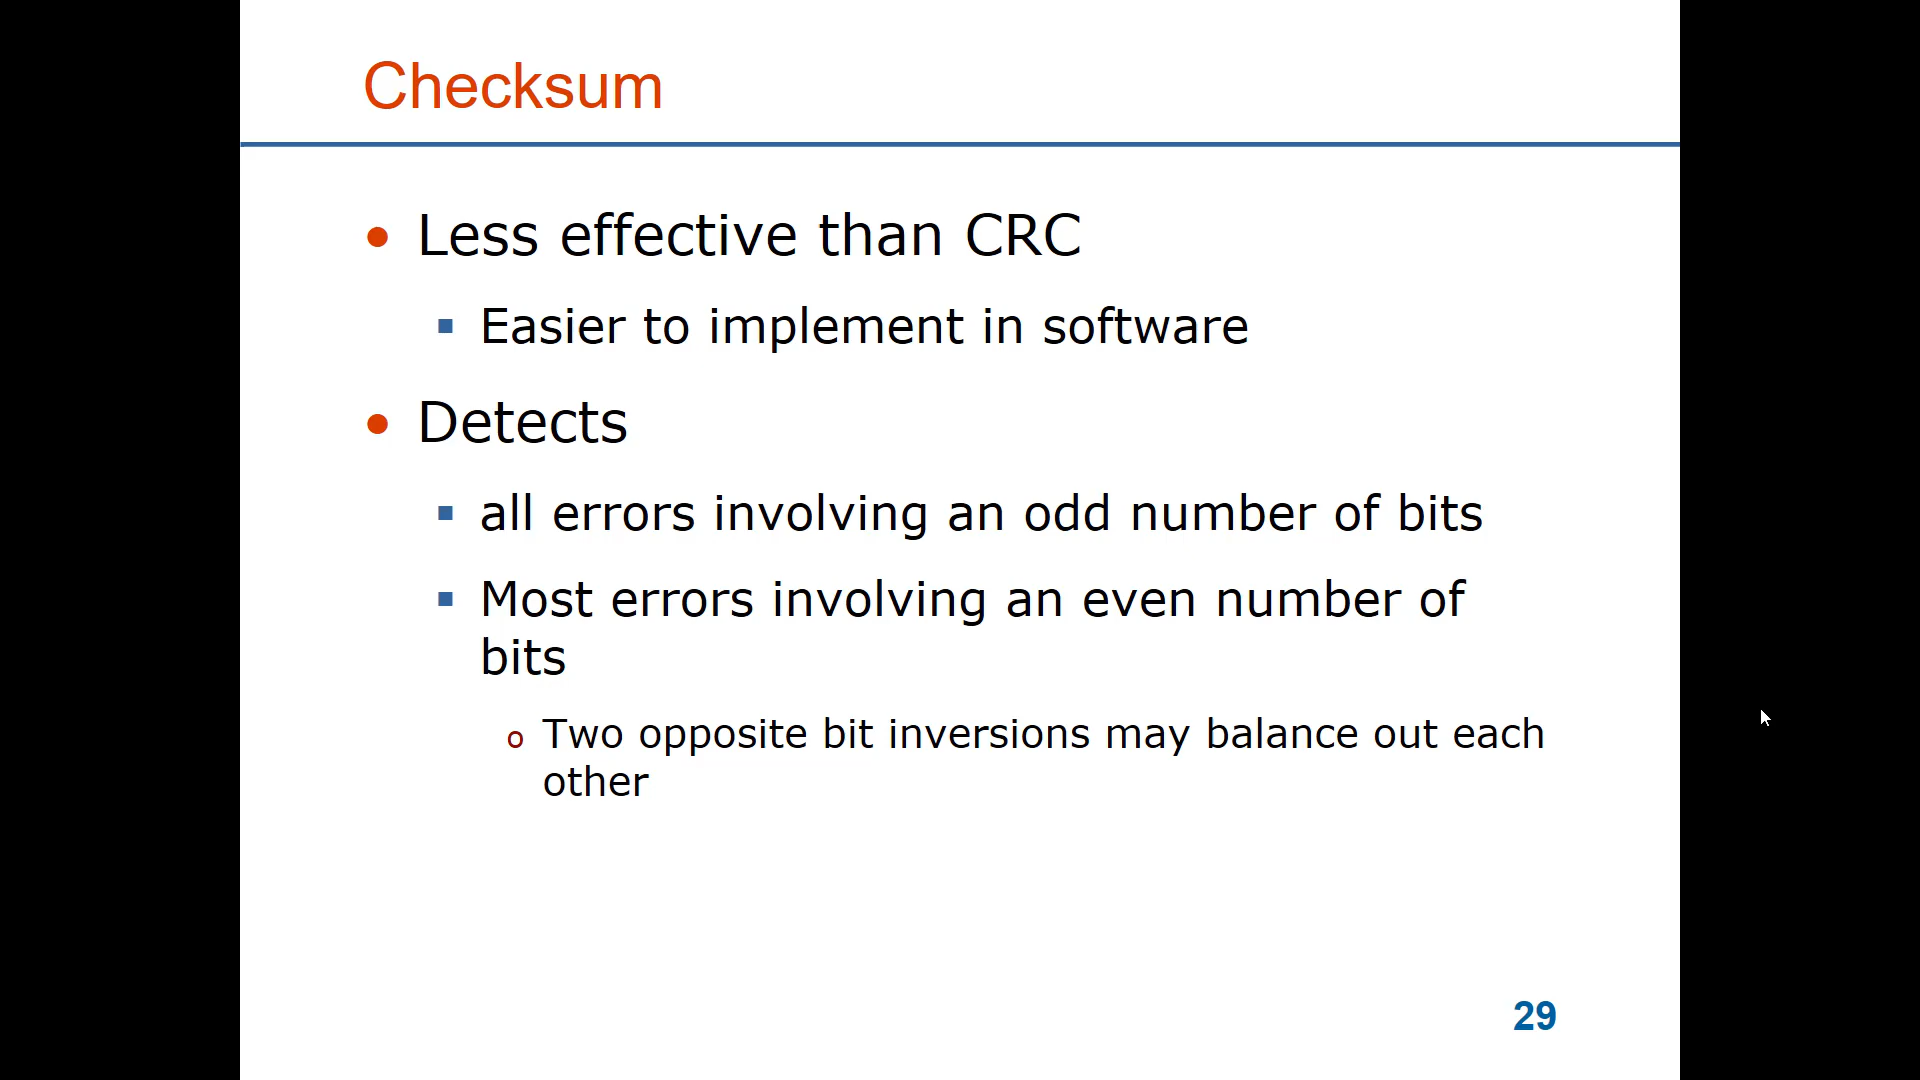 Checksum
Less effective than CRC
Easier to implement in software
Detects
all errors involving an odd number of bits
Most errors involving an even number of
bits
Two opposite bit inversions may balance out each
other
29